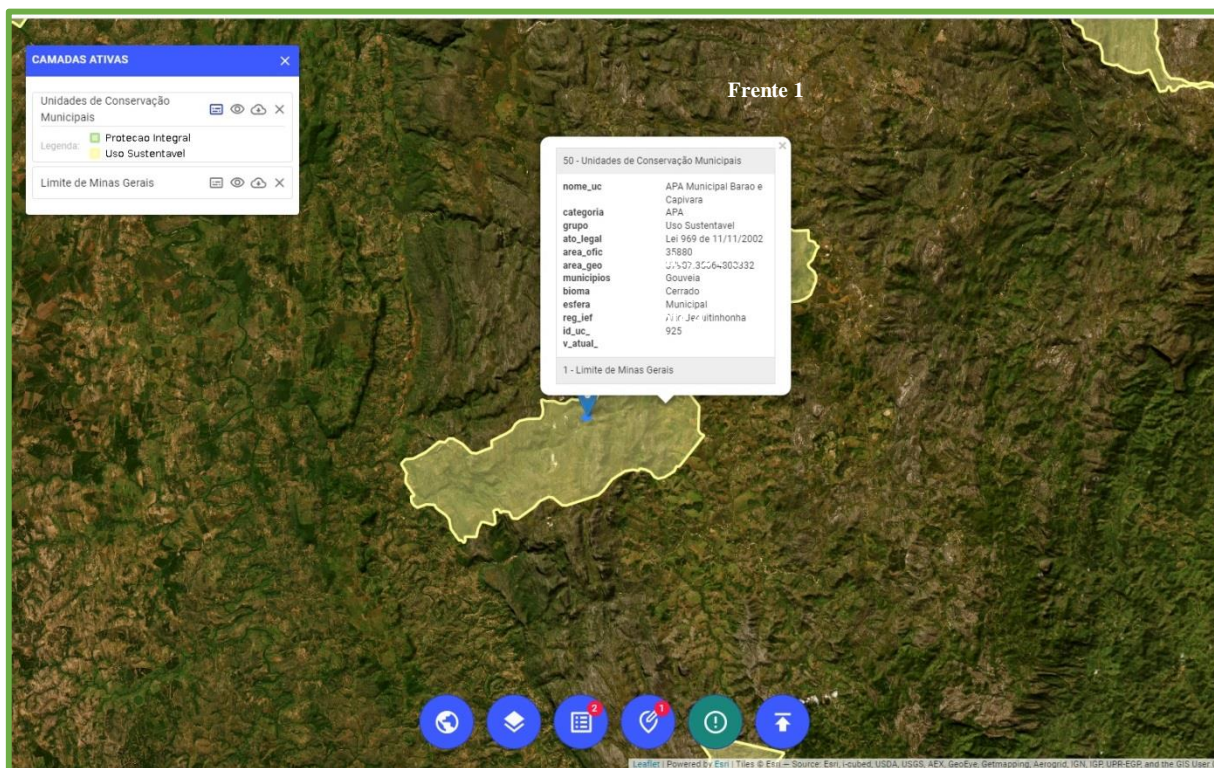 CAMADAS ATIVAS
Unidades de Conservação
Municipais
Legenda:
Protecao Integral
Uso Sustentavel
Limite de Minas Gerais
Frente 1
50 - Unidades de Conservação Municipais
nome_uc APA Municipal Barao e
Capivara
categoria APA
grupo Uso Sustentavel
ato_legal Lei 969 de 11/11/2002
area_ofic 35880
area_geo
municipios Gouveia
bioma Cerrado
esfera Municipal
reg_ief Jequitinhonha
id_uc_ 925
v_atual_
1 - Limite de Minas Gerais
2
1
Leaflet | Powered by Esri | Tiles © Esri — Source: Esri, i-cubed, USDA, USGS, AEX, GeoEye, Getmapping, Aerogrid, IGN, IGP, UPR-EGP, and the GIS User